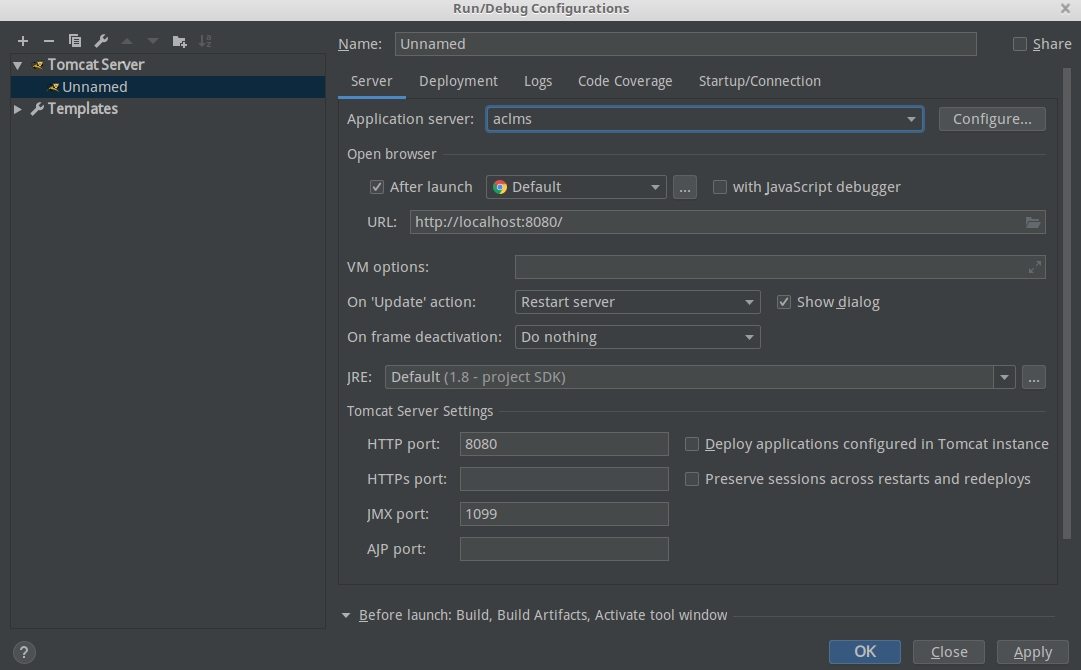 Run/Debug Configurations
Tomcat Server
Unnamed
Templates
Name: Unnamed Share
Server Deployment Logs Code Coverage Startup/Connection
Application server: aclms Configure...
Open browser
After launch Default ... with JavaScript debugger
URL: http://localhost:8080/
VM options:
On 'Update' action: Restart server Show dialog
On frame deactivation: Do nothing
JRE: Default (1.8 - project SDK) ...
Tomcat Server Settings
HTTP port: 8080 Deploy applications configured in Tomcat instance
HTTPs port: Preserve sessions across restarts and redeploys
JMX port: 1099
AJP port:
Before launch: Build, Build Artifacts, Activate tool window
? OK Close Apply